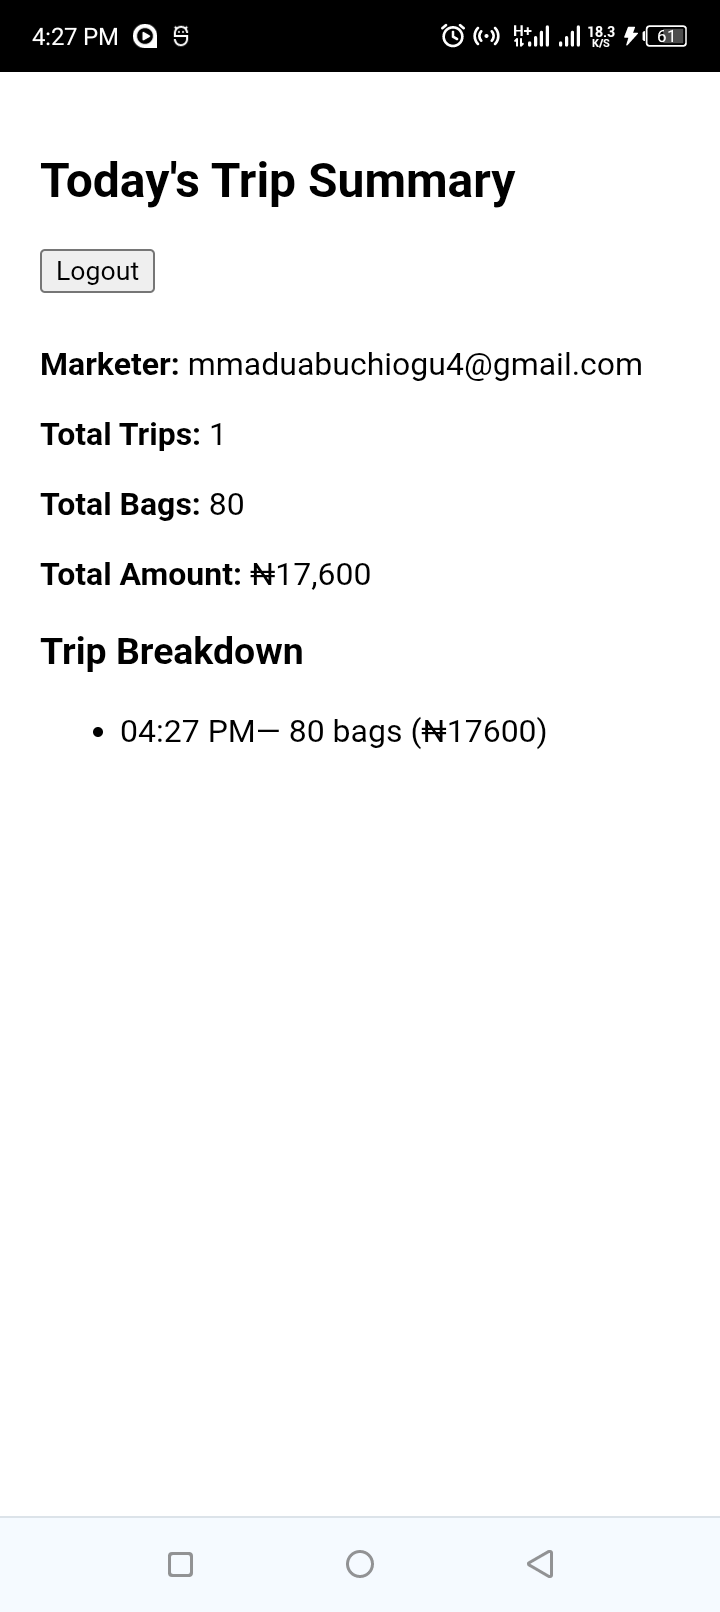 4:27 PM
H+
18.3
K/S
61
Today's Trip Summary
Logout
Marketer: mmaduabuchiogu4@gmail.com
Total Trips: 1
Total Bags: 80
Total Amount: ₦17,600
Trip Breakdown
• 04:27 PM— 80 bags (₦17600)